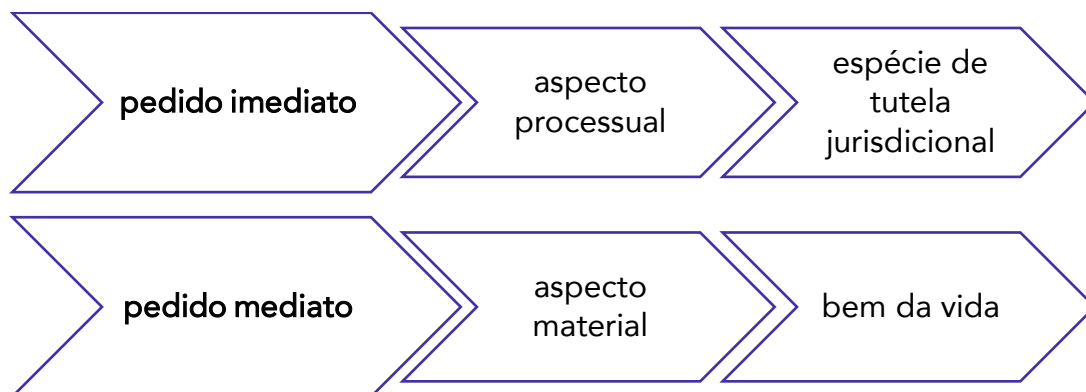 pedido imediato
aspecto
processual
espécie de
tutela
jurisdicional
pedido mediato
aspecto
material
bem da vida